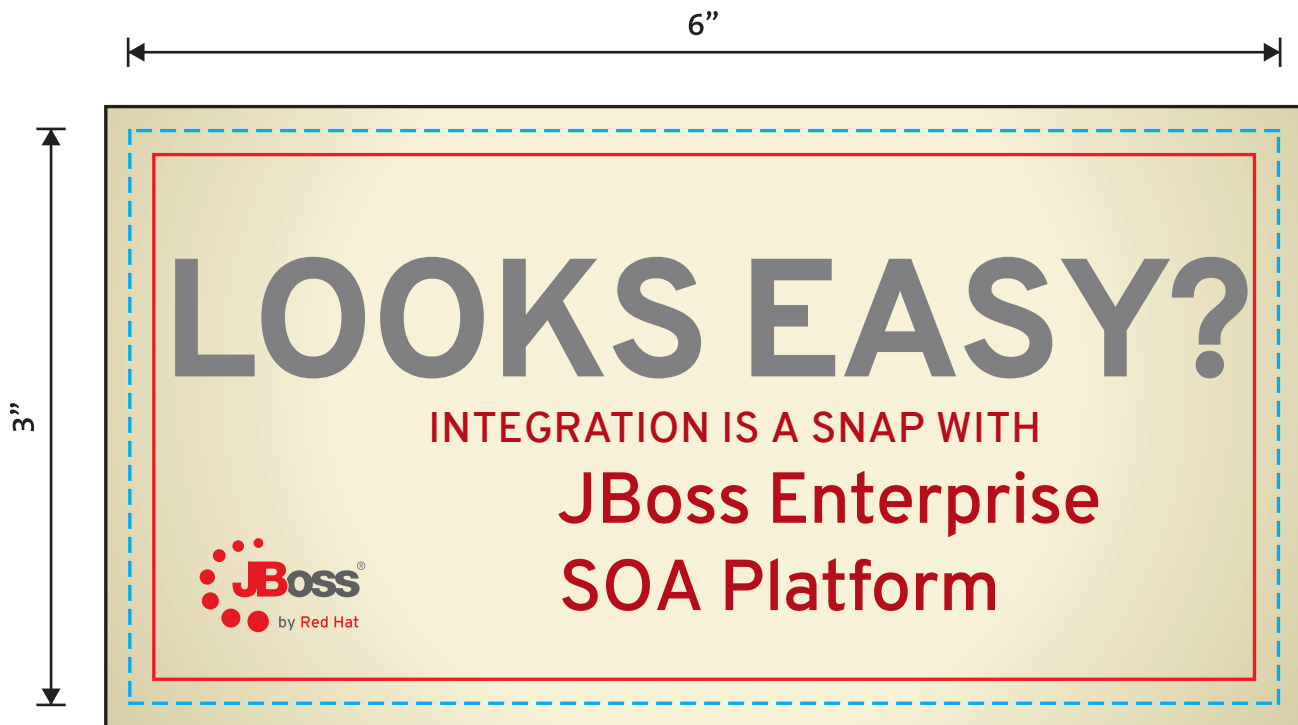 6”
3”
LOOKS EASY?
INTEGRATION IS A SNAP WITH
JBoss Enterprise
SOA Platform
JBoss®
by Red Hat